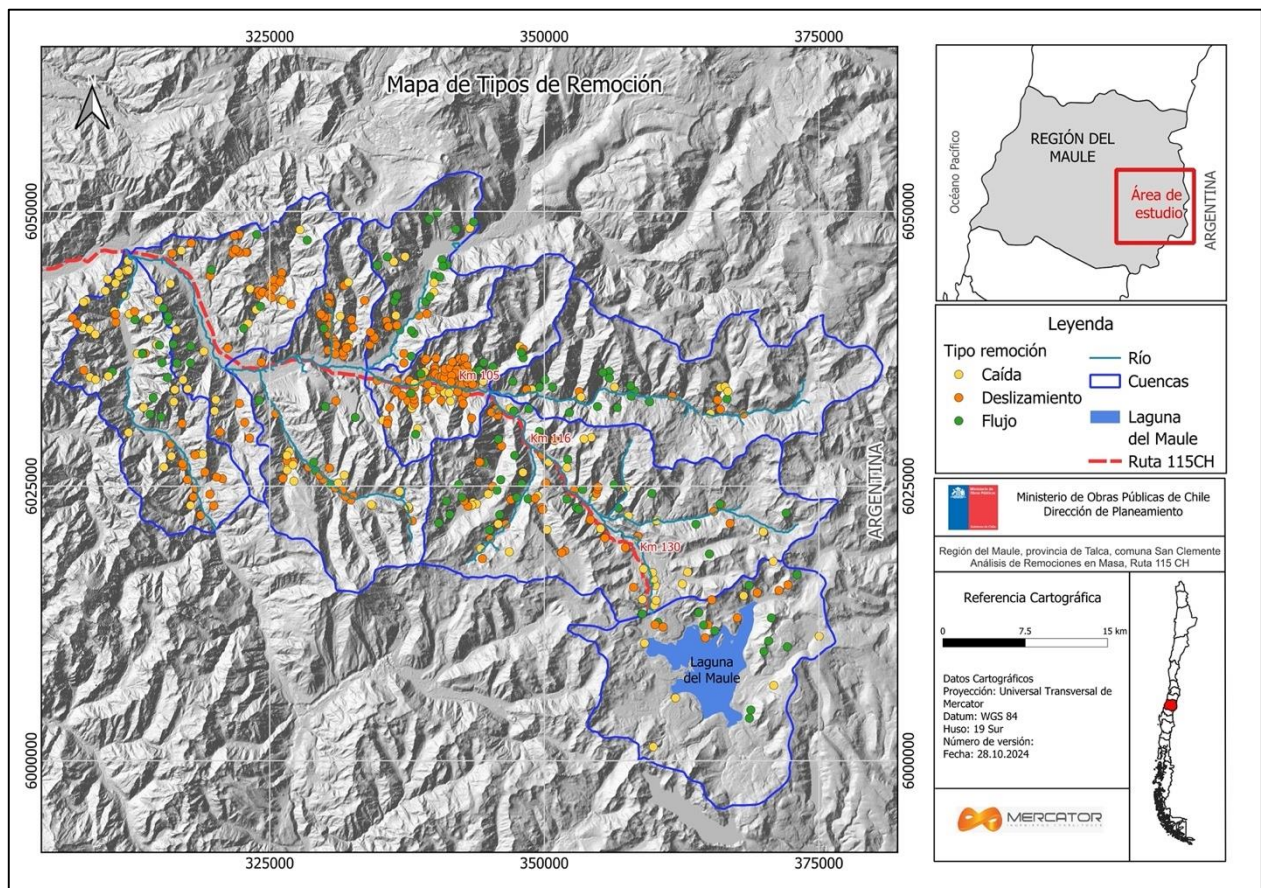 325000
350000
375000
Mapa de Tipos de Remoción
6050000
6025000
6000000
Km 105
Km 116
Km 130
ARGENTINA
Laguna
del Maule
6050000
6025000
6000000
325000
350000
375000
Océano Pacífico
REGIÓN DEL
MAULE
Área de
estudio
ARGENTINA
Leyenda
Tipo remoción
Caída
Deslizamiento
Flujo
Río
Cuencas
Laguna
del Maule
Ruta 115CH
Ministerio de Obras Públicas de Chile
Dirección de Planeamiento
Región del Maule, provincia de Talca, comuna San Clemente
Análisis de Remociones en Masa, Ruta 115 CH
Referencia Cartográfica
0 7.5 15 km
Datos Cartográficos
Proyección: Universal Transversal de
Mercator
Datum: WGS 84
Huso: 19 Sur
Número de versión:
Fecha: 28.10.2024
MERCATOR